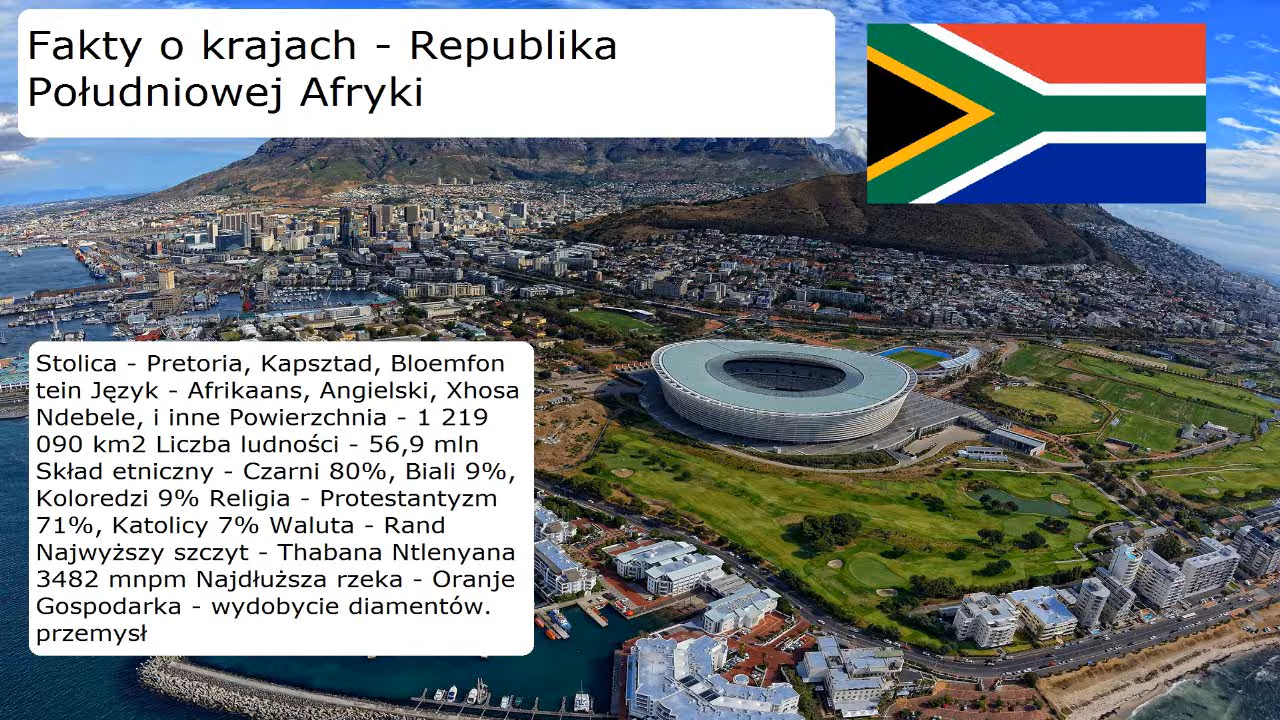 Fakty o krajach - Republika
Południowej Afryki
Stolica - Pretoria, Kapsztad, Bloemfon
tein Język - Afrikaans, Angielski, Xhosa
Ndebele, i inne Powierzchnia - 1 219
090 km2 Liczba ludności - 56,9 mln
Skład etniczny - Czarni 80%, Biali 9%,
Koloredzi 9% Religia - Protestantyzm
71%, Katolicy 7% Waluta - Rand
Najwyższy szczyt - Thabana Ntlenyana
3482 mnpm Najdłuższa rzeka - Oranje
Gospodarka - wydobycie diamentów.
przemysł